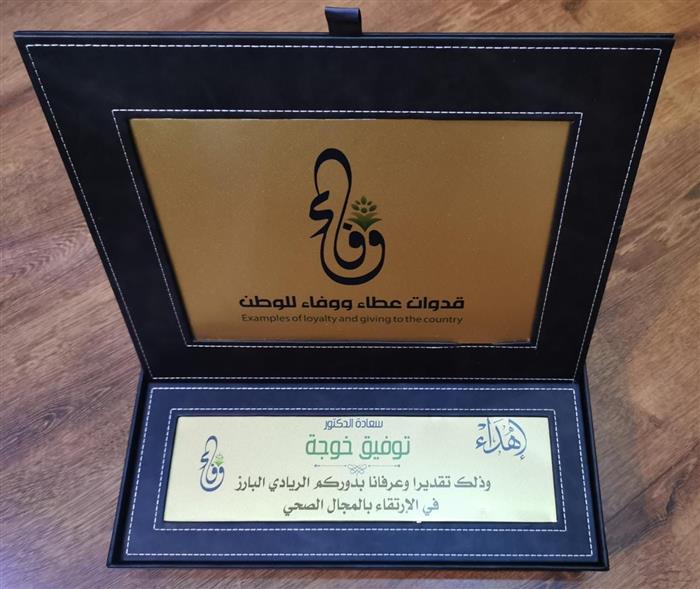 وفاء
قدوات عطاء ووفاء للوطن
Examples of loyalty and giving to the country
إهداء
سعادة الدكتور
توفيق خوجة
وذلك تقديرا وعرفانا بدوركم الريادي البارز
في الإرتقاء بالمجال الصحي
وفاء